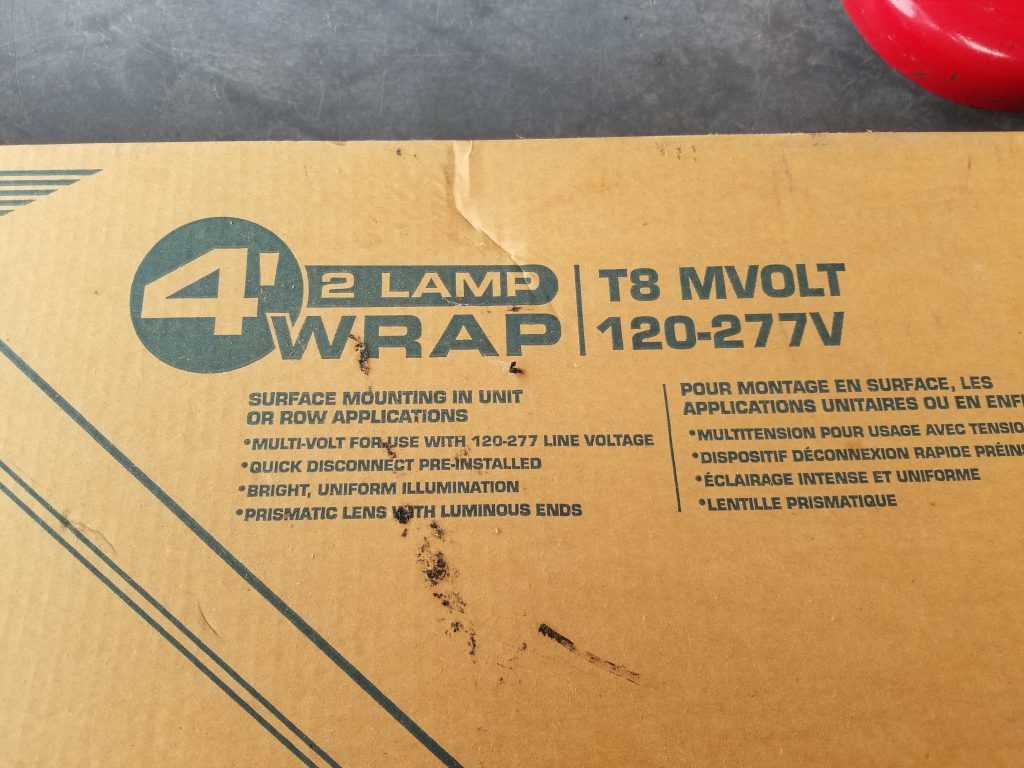 4' 2 LAMP
WRAP
T8 MVOLT
120-277V
SURFACE MOUNTING IN UNIT
OR ROW APPLICATIONS
•MULTI-VOLT FOR USE WITH 120-277 LINE VOLTAGE
•QUICK DISCONNECT PRE-INSTALLED
•BRIGHT, UNIFORM ILLUMINATION
•PRISMATIC LENS WITH LUMINOUS ENDS
POUR MONTAGE EN SURFACE, LES
APPLICATIONS UNITAIRES OU EN
•MULTITENSION POUR USAGE AVEC
•DISPOSITIF DÉCONNEXION RAPIDE
•ÉCLAIRAGE INTENSE ET UNIFORME
•LENTILLE PRISMATIQUE